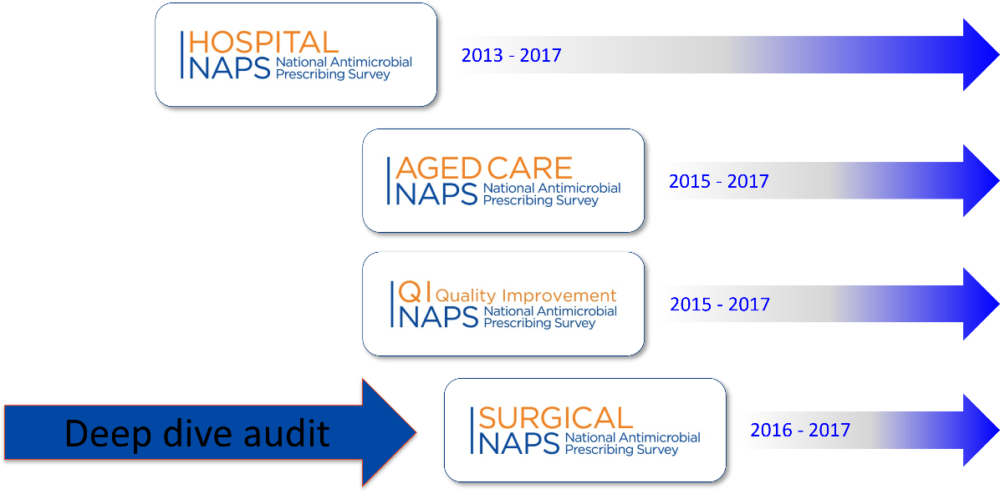 HOSPITAL
NAPS National Antimicrobial
Prescribing Survey
2013 - 2017
AGED CARE
NAPS National Antimicrobial
Prescribing Survey
2015 - 2017
QI Quality Improvement
NAPS National Antimicrobial
Prescribing Survey
2015 - 2017
Deep dive audit
SURGICAL
NAPS National Antimicrobial
Prescribing Survey
2016 - 2017